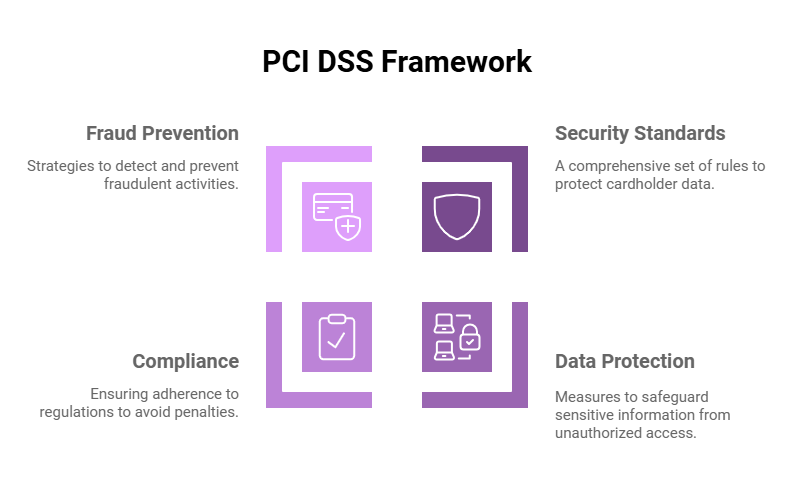 PCI DSS Framework
Fraud Prevention
Strategies to detect and prevent
fraudulent activities.
Security Standards
A comprehensive set of rules to
protect cardholder data.
Compliance
Ensuring adherence to
regulations to avoid penalties.
Data Protection
Measures to safeguard
sensitive information from
unauthorized access.